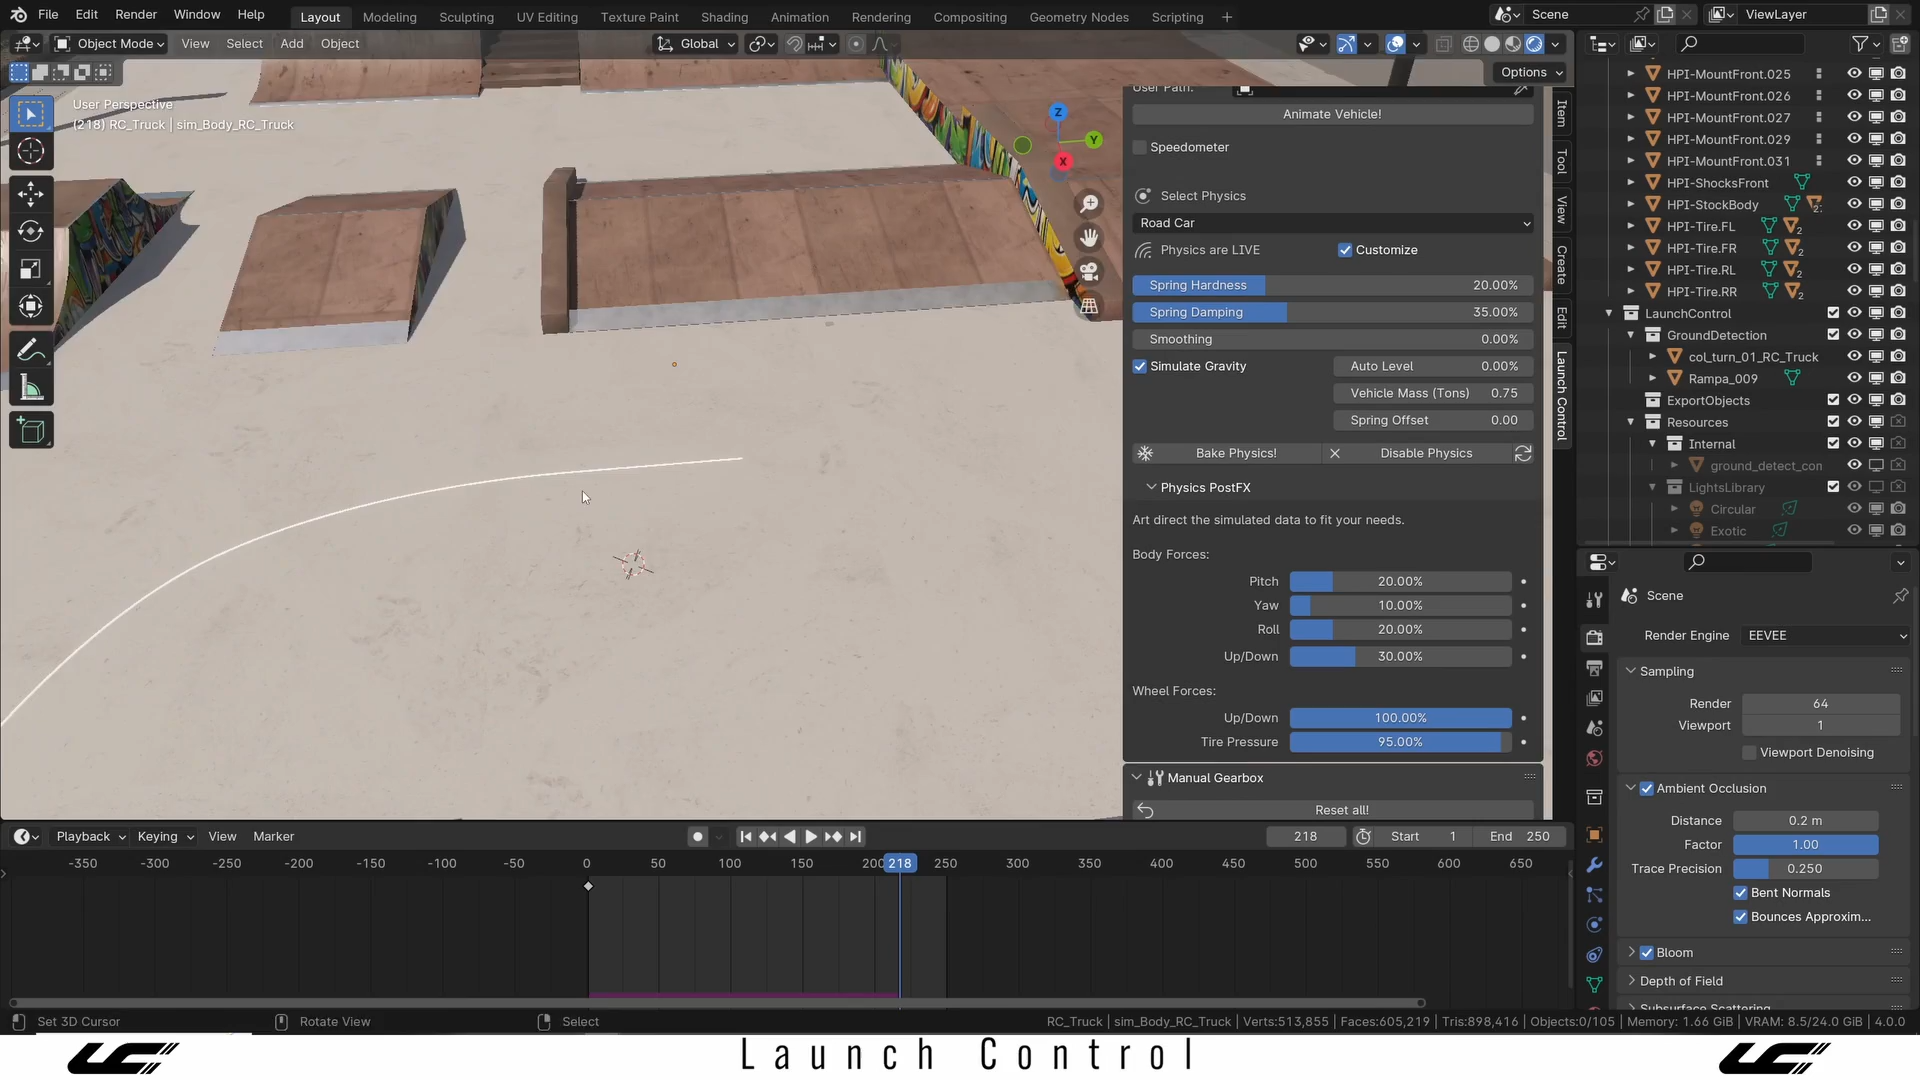 File Edit Render Window Help Layout Modeling Sculpting UV Editing Texture Paint Shading Animation Rendering Compositing Geometry Nodes Scripting + Scene ViewLayer
Object Mode View Select Add Object Global
Options
User Perspective
(218) RC_Truck | sim_Body_RC_Truck
Z
Y
X
User Path:
Animate Vehicle!
Speedometer
Select Physics
Road Car
Physics are LIVE Customize
Spring Hardness 20.00%
Spring Damping 35.00%
Smoothing 0.00%
Simulate Gravity Auto Level 0.00%
Vehicle Mass (Tons) 0.75
Spring Offset 0.00
Bake Physics! Disable Physics
Physics PostFX
Art direct the simulated data to fit your needs.
Body Forces:
Pitch 20.00%
Yaw 10.00%
Roll 20.00%
Up/Down 30.00%
Wheel Forces:
Up/Down 100.00%
Tire Pressure 95.00%
Manual Gearbox
Reset all!
Item
Tool
View
Create
Edit
Launch Control
HPI-MountFront.025
HPI-MountFront.026
HPI-MountFront.027
HPI-MountFront.029
HPI-MountFront.031
HPI-ShocksFront
HPI-StockBody
HPI-Tire.FL 2
HPI-Tire.FR 2
HPI-Tire.RL 2
HPI-Tire.RR 2
LaunchControl
GroundDetection
col_turn_01_RC_Truck
Rampa_009
ExportObjects
Resources
Internal
ground_detect_con
LightsLibrary
Circular
Exotic
Scene
Render Engine EEVEE
Sampling
Render 64
Viewport 1
Viewport Denoising
Ambient Occlusion
Distance 0.2 m
Factor 1.00
Trace Precision 0.250
Bent Normals
Bounces Approxim...
Bloom
Depth of Field
Subsurface Scattering
Playback Keying View Marker 218 Start 1 End 250
-350 -300 -250 -200 -150 -100 -50 0 50 100 150 200 218 250 300 350 400 450 500 550 600 650
Set 3D Cursor Rotate View Select RC_Truck | sim_Body_RC_Truck | Verts:513,855 | Faces:605,219 | Tris:898,416 | Objects:0/105 | Memory: 1.66 GiB | VRAM: 8.5/24.0 GiB | 4.0.0
Launch Control